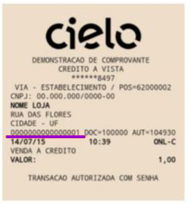 cielo
DEMONSTRACAO DE COMPROVANTE
CREDITO A VISTA
******8497
VIA - ESTABELECIMENTO / POS=62000002
CNPJ: 00.000.000/0000-00
NOME LOJA
RUA DAS FLORES
CIDADE - UF
0000000000000001 DOC=100000 AUT=104930
14/07/15 10:39 ONL-C
VENDA A CREDITO
VALOR: 1,00
TRANSACAO AUTORIZADA COM SENHA